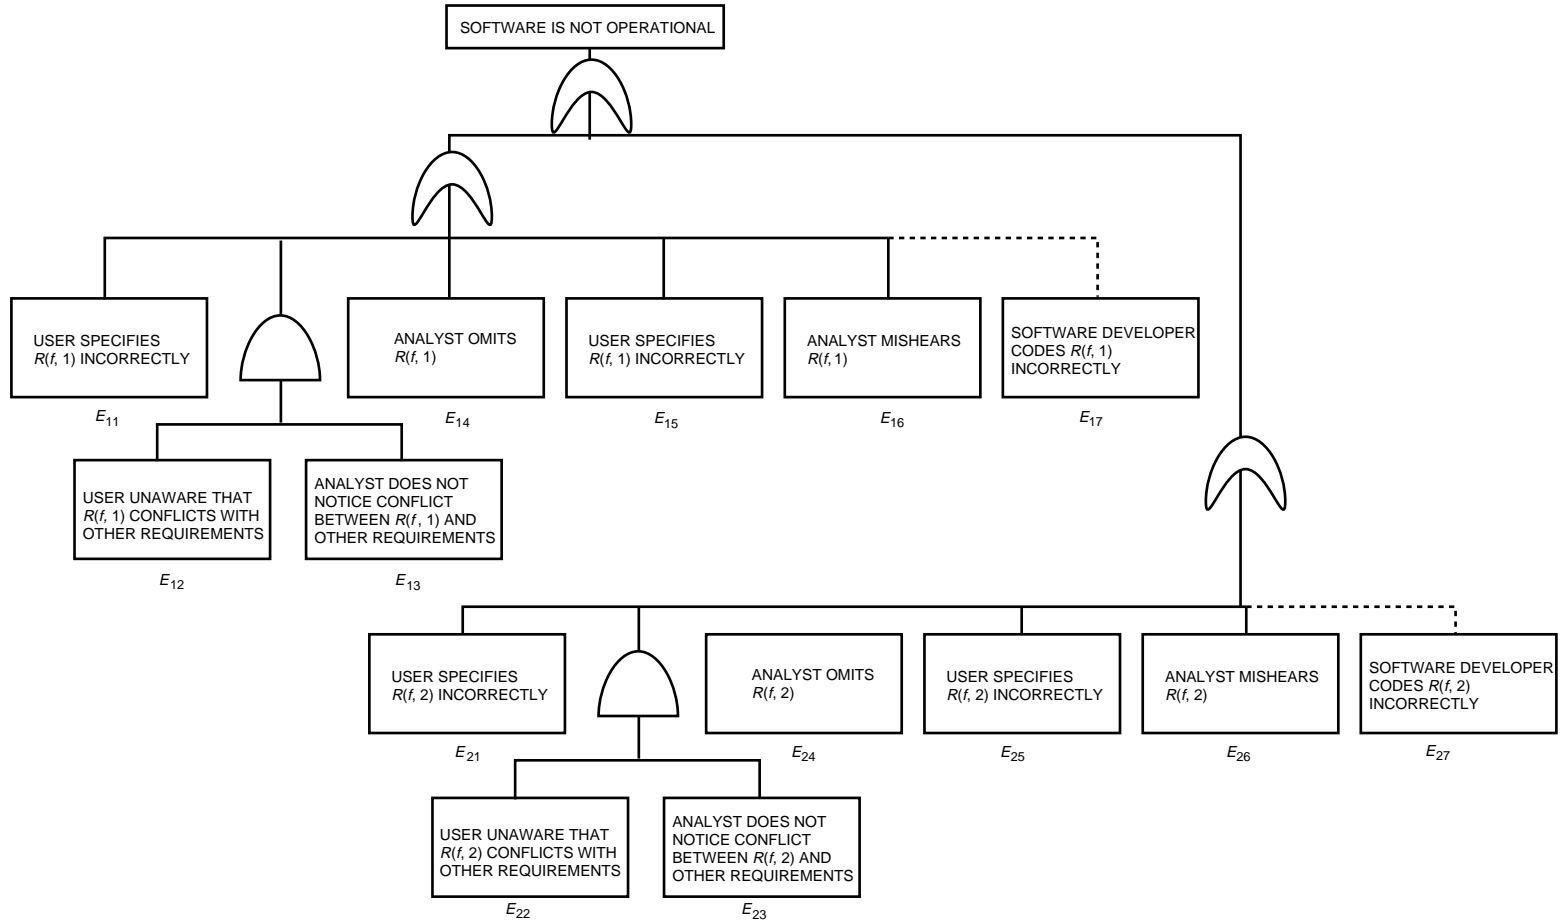 SOFTWARE IS NOT OPERATIONAL
USER SPECIFIES
R(f, 1) INCORRECTLY
E11
ANALYST OMITS
R(f, 1)
E14
USER SPECIFIES
R(f, 1) INCORRECTLY
E15
ANALYST MISHEARS
R(f, 1)
E16
SOFTWARE DEVELOPER
CODES R(f, 1)
INCORRECTLY
E17
USER UNAWARE THAT
R(f, 1) CONFLICTS WITH
OTHER REQUIREMENTS
E12
ANALYST DOES NOT
NOTICE CONFLICT
BETWEEN R(f, 1) AND
OTHER REQUIREMENTS
E13
USER SPECIFIES
R(f, 2) INCORRECTLY
E21
ANALYST OMITS
R(f, 2)
E24
USER SPECIFIES
R(f, 2) INCORRECTLY
E25
ANALYST MISHEARS
R(f, 2)
E26
SOFTWARE DEVELOPER
CODES R(f, 2)
INCORRECTLY
E27
USER UNAWARE THAT
R(f, 2) CONFLICTS WITH
OTHER REQUIREMENTS
E22
ANALYST DOES NOT
NOTICE CONFLICT
BETWEEN R(f, 2) AND
OTHER REQUIREMENTS
E23